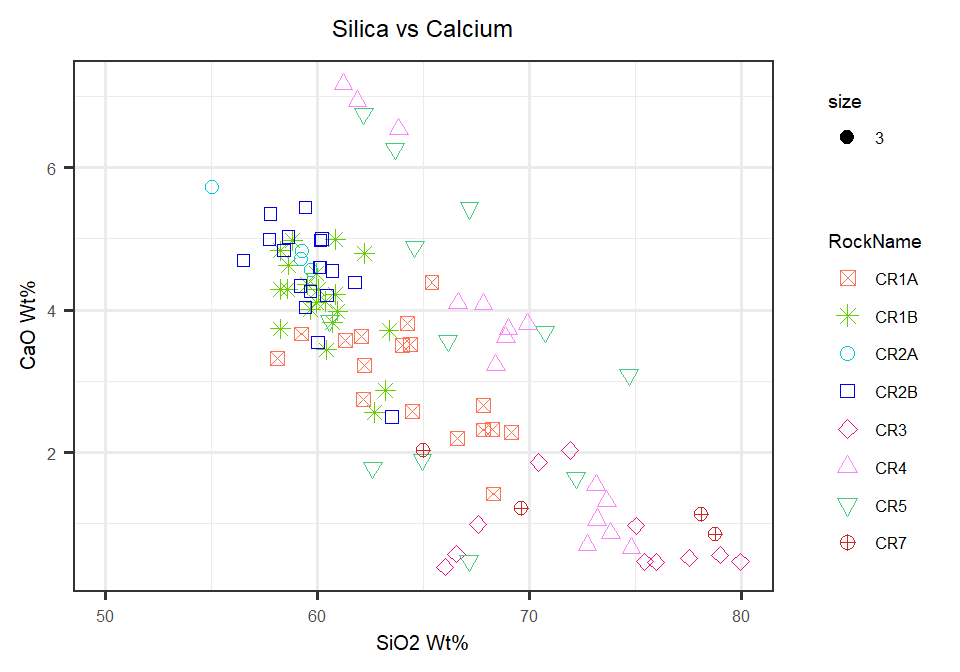 Silica vs Calcium
CaO Wt%
6
4
2
50
60
70
80
SiO2 Wt%
size
3
RockName
CR1A
CR1B
CR2A
CR2B
CR3
CR4
CR5
CR7